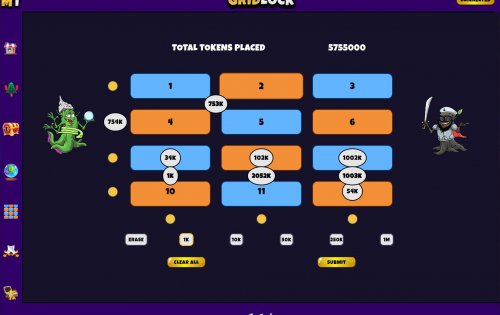 GRIDLOCK
TOTAL TOKENS PLACED 5755000
1 2 3
753K
754K 4 5 6
34K 102K 1002K
1K 2052K 1003K
10 11 54K
ERASE 1K 10K 50K 250K 1M
CLEAR ALL SUBMIT